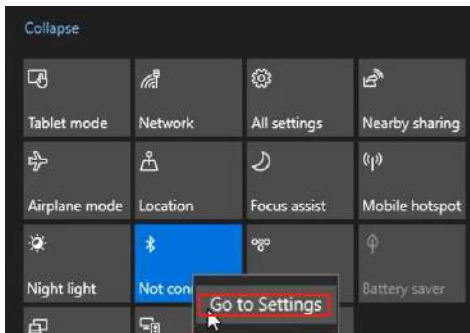 Collapse
Tablet mode
Network
All settings
Nearby sharing
Airplane mode
Location
Focus assist
Mobile hotspot
Night light
Not con
Go to Settings
Battery saver